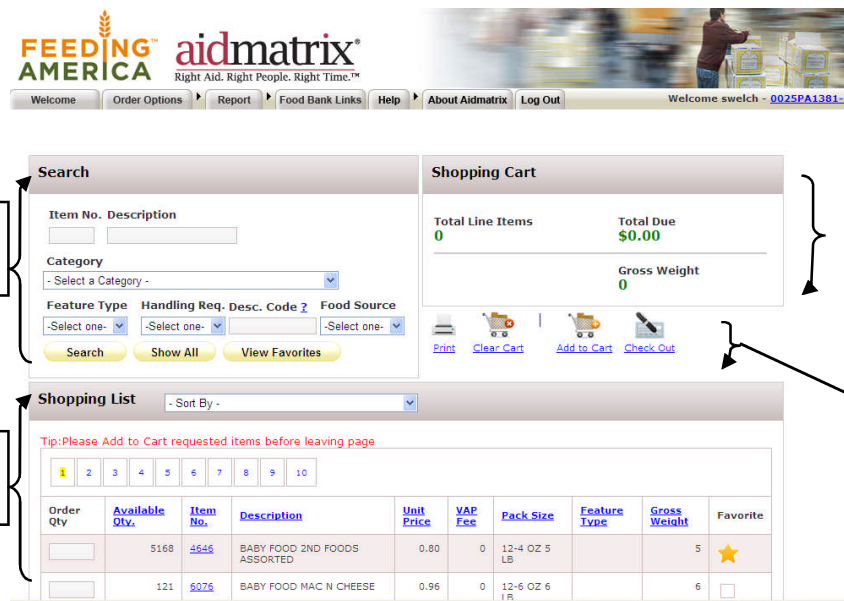 FEEDING™
AMERICA
aidmatrix®
Right Aid. Right People. Right Time.™
Welcome Order Options Report Food Bank Links Help About Aidmatrix Log Out Welcome swelch - 0025PA1381-
Search
Item No. Description
Category
- Select a Category -
Feature Type Handling Req. Desc. Code ? Food Source
-Select one- -Select one- -Select one-
Search Show All View Favorites
Shopping Cart
Total Line Items Total Due
0 $0.00
Gross Weight
0
Print Clear Cart | Add to Cart Check Out
Shopping List - Sort By -
Tip:Please Add to Cart requested items before leaving page
1 2 3 4 5 6 7 8 9 10
Order Available Item Description Unit VAP Pack Size Feature Gross Favorite
Qty Qty. No. Price Fee Type Weight
5168 4646 BABY FOOD 2ND FOODS 0.80 0 12-4 OZ 5 5
ASSORTED LB
121 6076 BABY FOOD MAC N CHEESE 0.96 0 12-6 OZ 6 6
LB